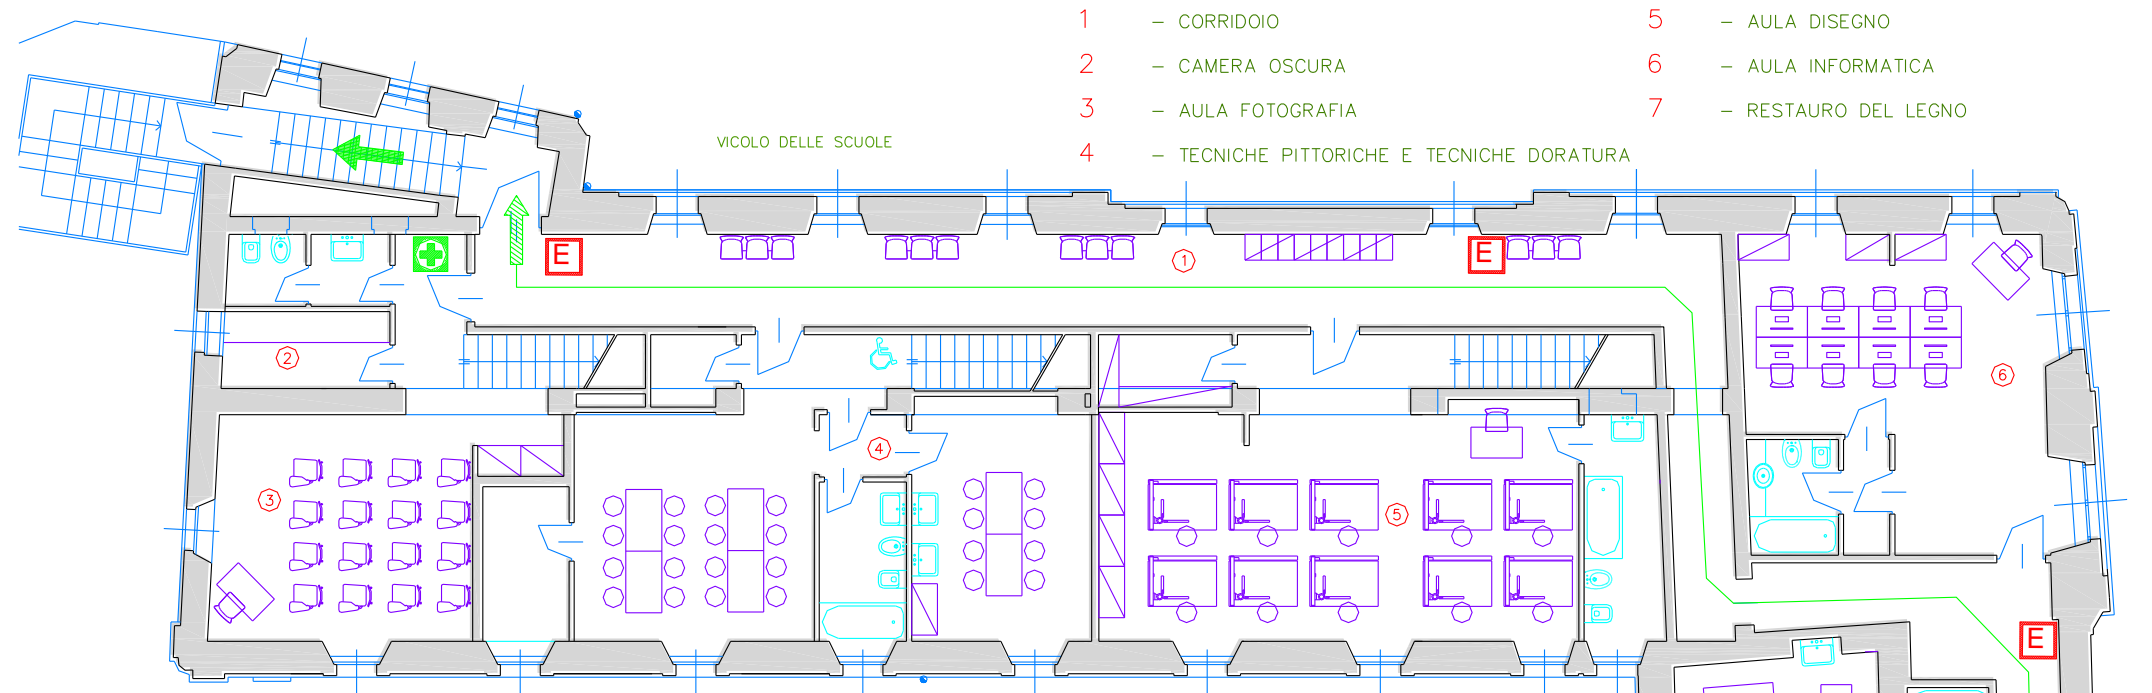 1 – CORRIDOIO
2 – CAMERA OSCURA
3 – AULA FOTOGRAFIA
4 – TECNICHE PITTORICHE E TECNICHE DORATURA
5 – AULA DISEGNO
6 – AULA INFORMATICA
7 – RESTAURO DEL LEGNO
VICOLO DELLE SCUOLE
E
1
E
2
6
4
3
5
E